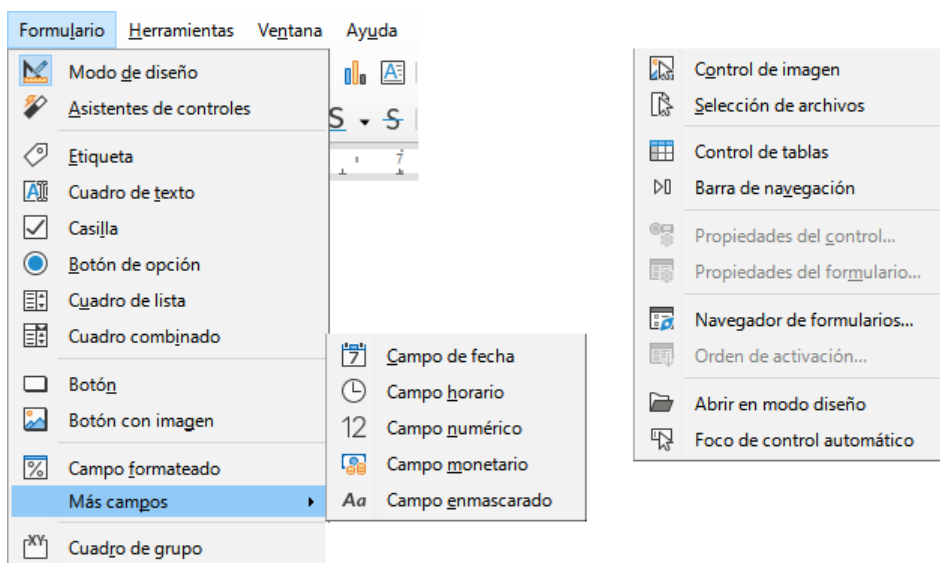 Formulario Herramientas Ventana Ayuda
Modo de diseño
Asistentes de controles
Etiqueta
Cuadro de texto
Casilla
Botón de opción
Cuadro de lista
Cuadro combinado
Botón
Botón con imagen
Campo formateado
Más campos
Cuadro de grupo
7
Campo de fecha
Campo horario
12 Campo numérico
Campo monetario
Aa Campo enmascarado
Control de imagen
Selección de archivos
Control de tablas
Barra de navegación
Propiedades del control...
Propiedades del formulario...
Navegador de formularios...
Orden de activación...
Abrir en modo diseño
Foco de control automático